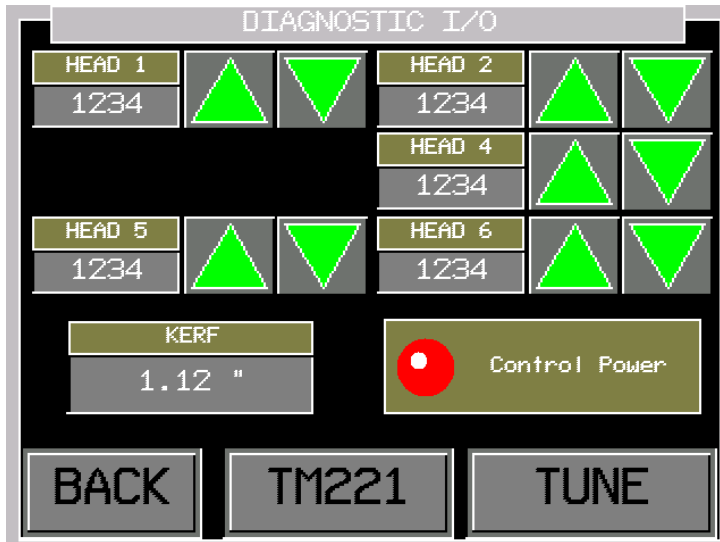 DIAGNOSTIC I/O
HEAD 1
1234
HEAD 2
1234
HEAD 4
1234
HEAD 5
1234
HEAD 6
1234
KERF
1.12 "
Control Power
BACK
TM221
TUNE